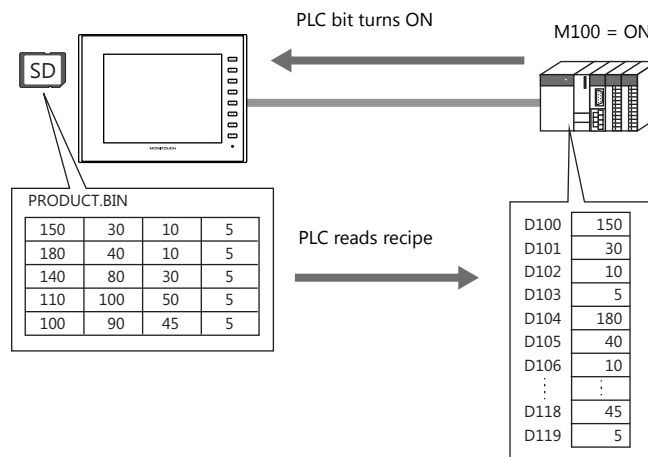 PLC bit turns ON
M100 = ON
SD
MONITOUCH
PRODUCT.BIN
150 30 10 5
180 40 10 5
140 80 30 5
110 100 50 5
100 90 45 5
PLC reads recipe
D100 150
D101 30
D102 10
D103 5
D104 180
D105 40
D106 10
D118 45
D119 5